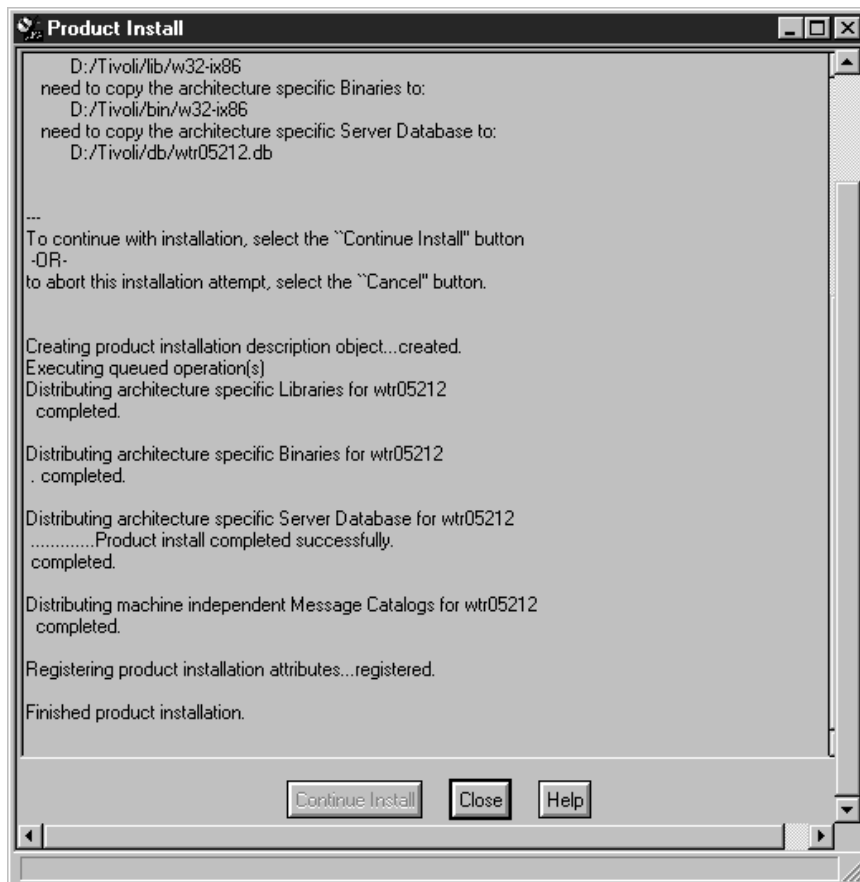 Product Install
D:/Tivoli/lib/w32-ix86
need to copy the architecture specific Binaries to:
D:/Tivoli/bin/w32-ix86
need to copy the architecture specific Server Database to:
D:/Tivoli/db/wtr05212.db
---
To continue with installation, select the ``Continue Install'' button
-OR-
to abort this installation attempt, select the ``Cancel'' button.
Creating product installation description object...created.
Executing queued operation(s)
Distributing architecture specific Libraries for wtr05212
completed.
Distributing architecture specific Binaries for wtr05212
. completed.
Distributing architecture specific Server Database for wtr05212
.............Product install completed successfully.
completed.
Distributing machine independent Message Catalogs for wtr05212
completed.
Registering product installation attributes...registered.
Finished product installation.
Continue Install Close Help